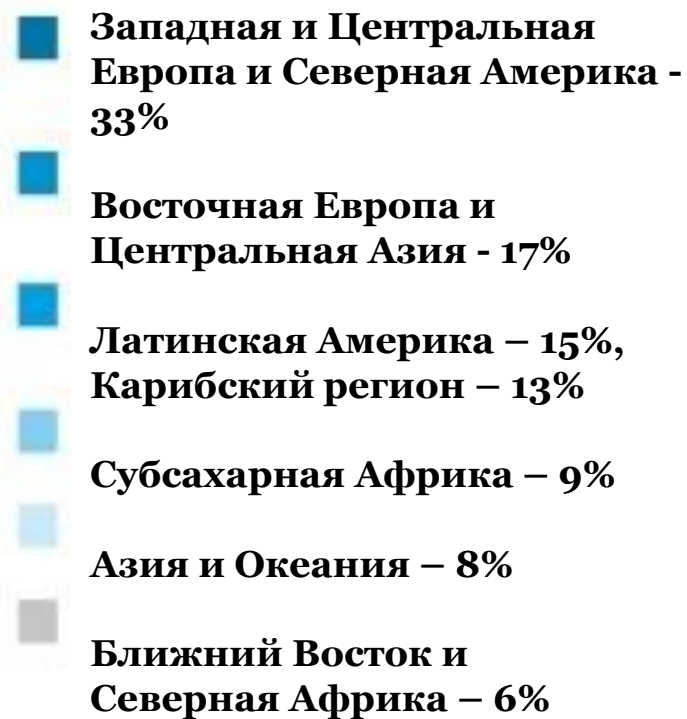 Западная и Центральная
Европа и Северная Америка -
33%
Восточная Европа и
Центральная Азия - 17%
Латинская Америка – 15%,
Карибский регион – 13%
Субсахарная Африка – 9%
Азия и Океания – 8%
Ближний Восток и
Северная Африка – 6%